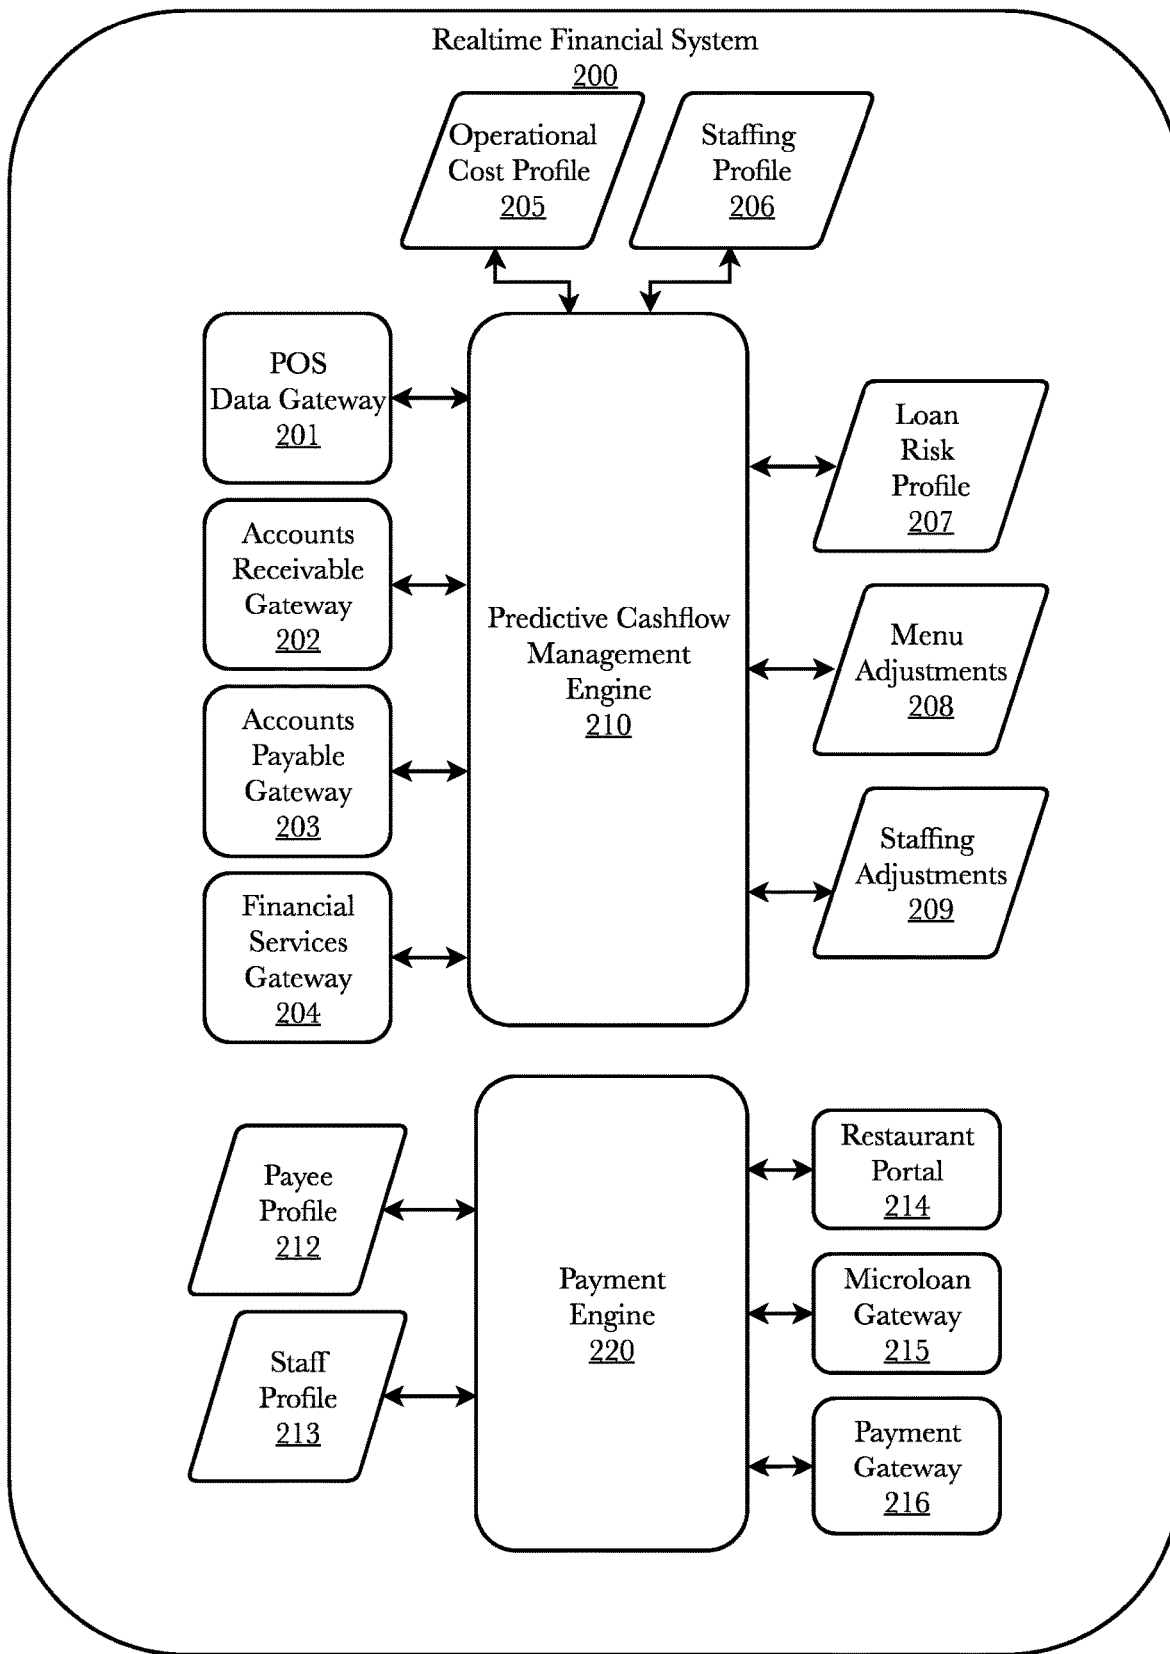 Realtime Financial System
200
Operational
Cost Profile
205
Staffing
Profile
206
POS
Data Gateway
201
Accounts
Receivable
Gateway
202
Accounts
Payable
Gateway
203
Financial
Services
Gateway
204
Predictive Cashflow
Management
Engine
210
Loan
Risk
Profile
207
Menu
Adjustments
208
Staffing
Adjustments
209
Payee
Profile
212
Staff
Profile
213
Payment
Engine
220
Restaurant
Portal
214
Microloan
Gateway
215
Payment
Gateway
216